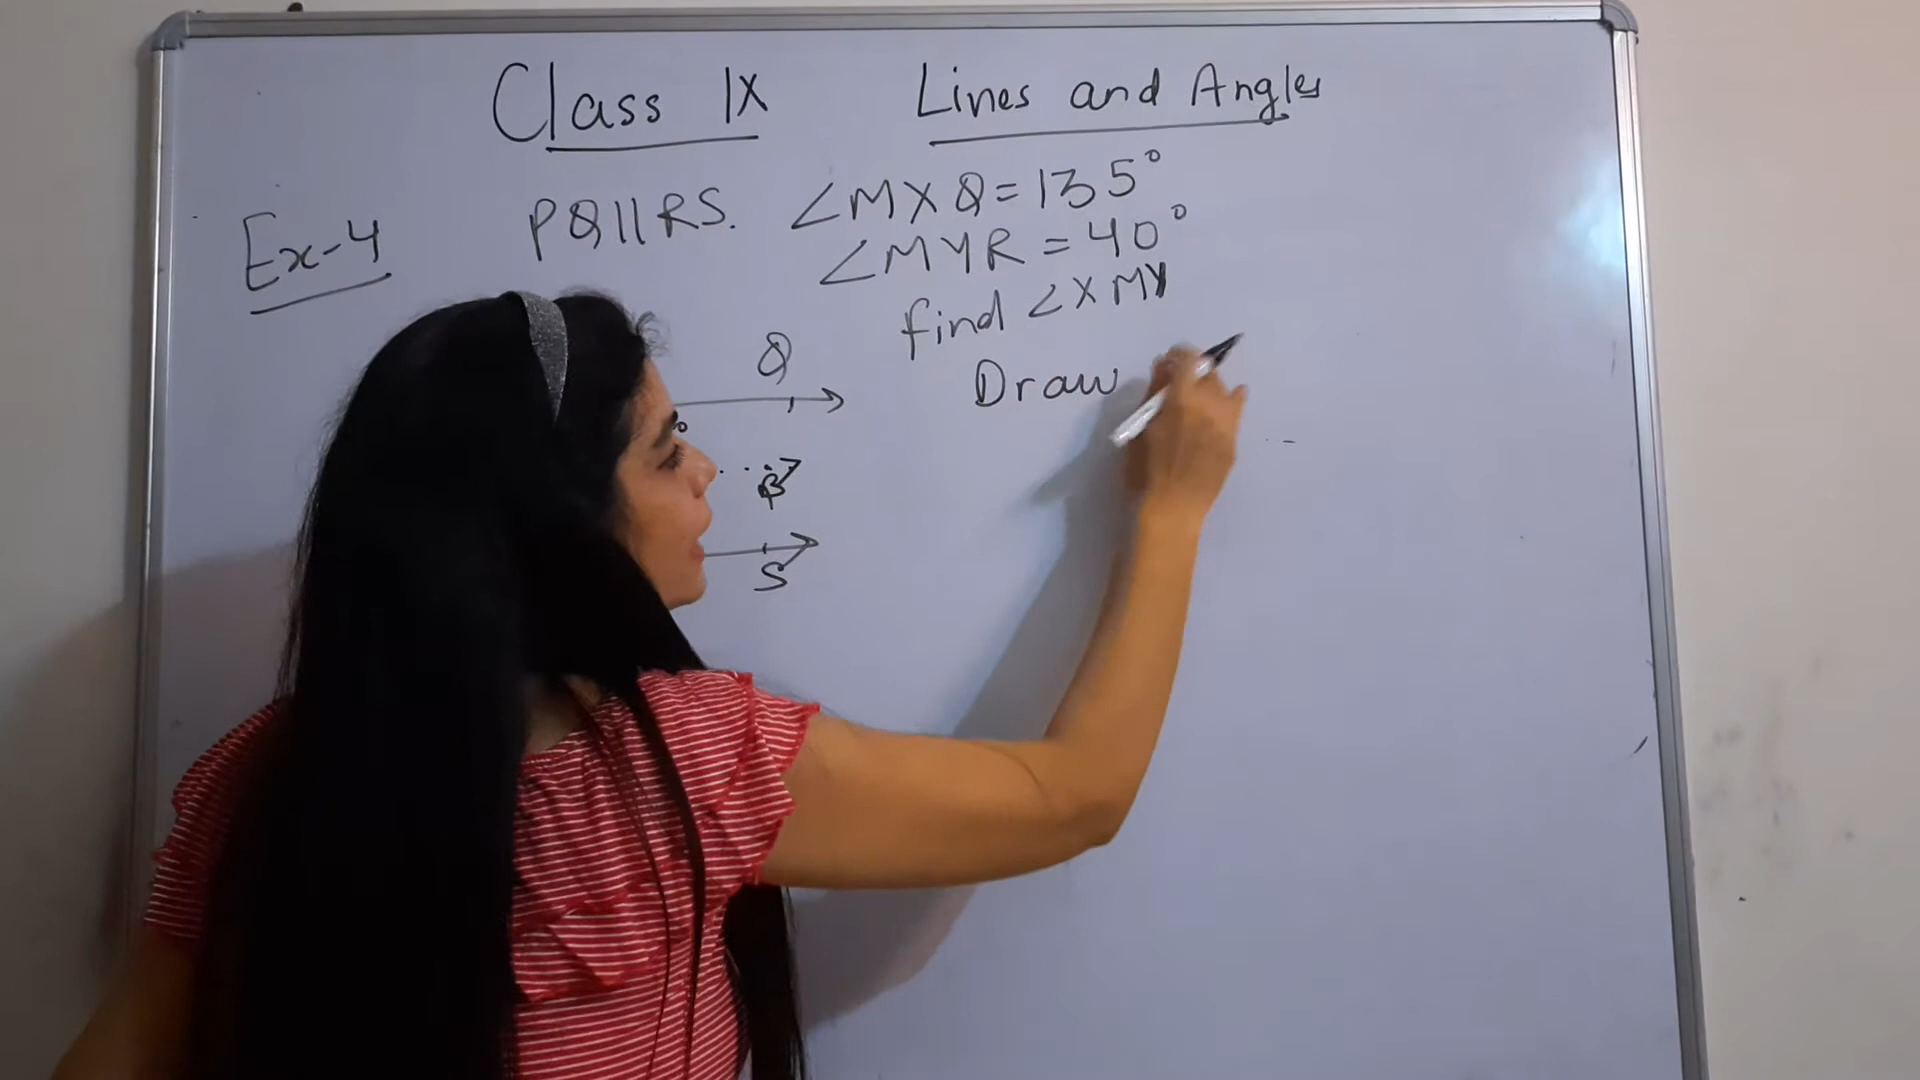 Class IX Lines and Angles
Ex-4 PQ||RS. ∠MXQ=135°
∠MYR=40°
find ∠XMY
Draw
Q
B
S